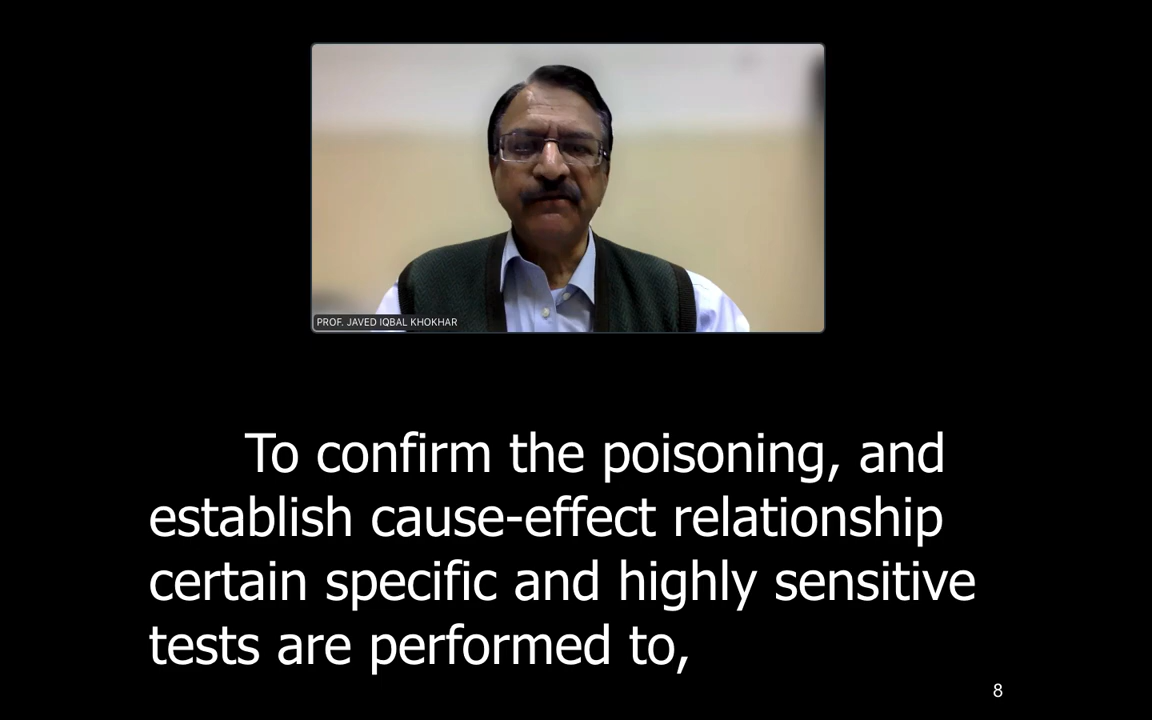 PROF. JAVED IQBAL KHOKHAR
To confirm the poisoning, and
establish cause-effect relationship
certain specific and highly sensitive
tests are performed to,
8